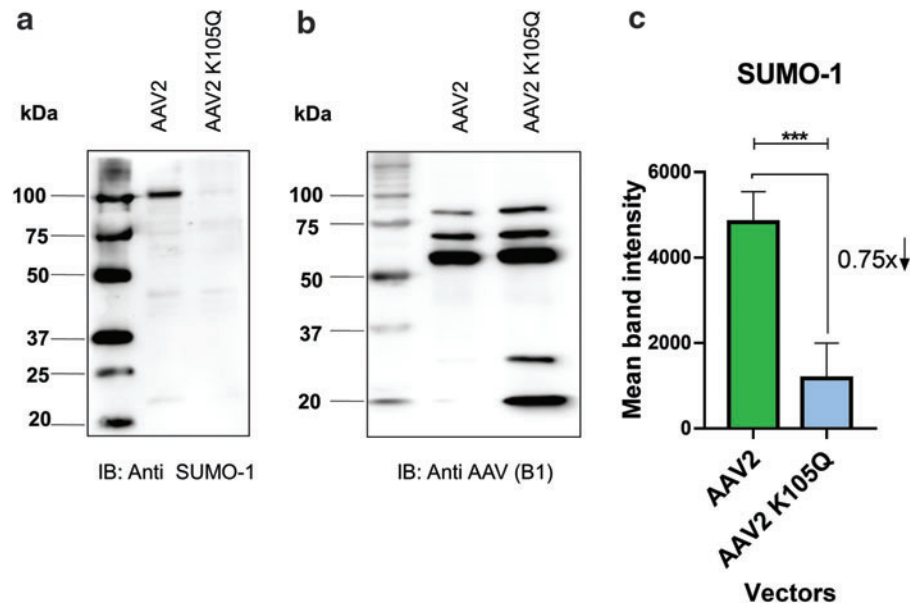 a
kDa
AAV2
AAV2 K105Q
100
75
50
37
25
20
IB: Anti SUMO-1
b
kDa
AAV2
AAV2 K105Q
100
75
50
37
20
IB: Anti AAV (B1)
c
SUMO-1
***
6000
4000
2000
0
Mean band intensity
0.75x↓
AAV2
AAV2 K105Q
Vectors